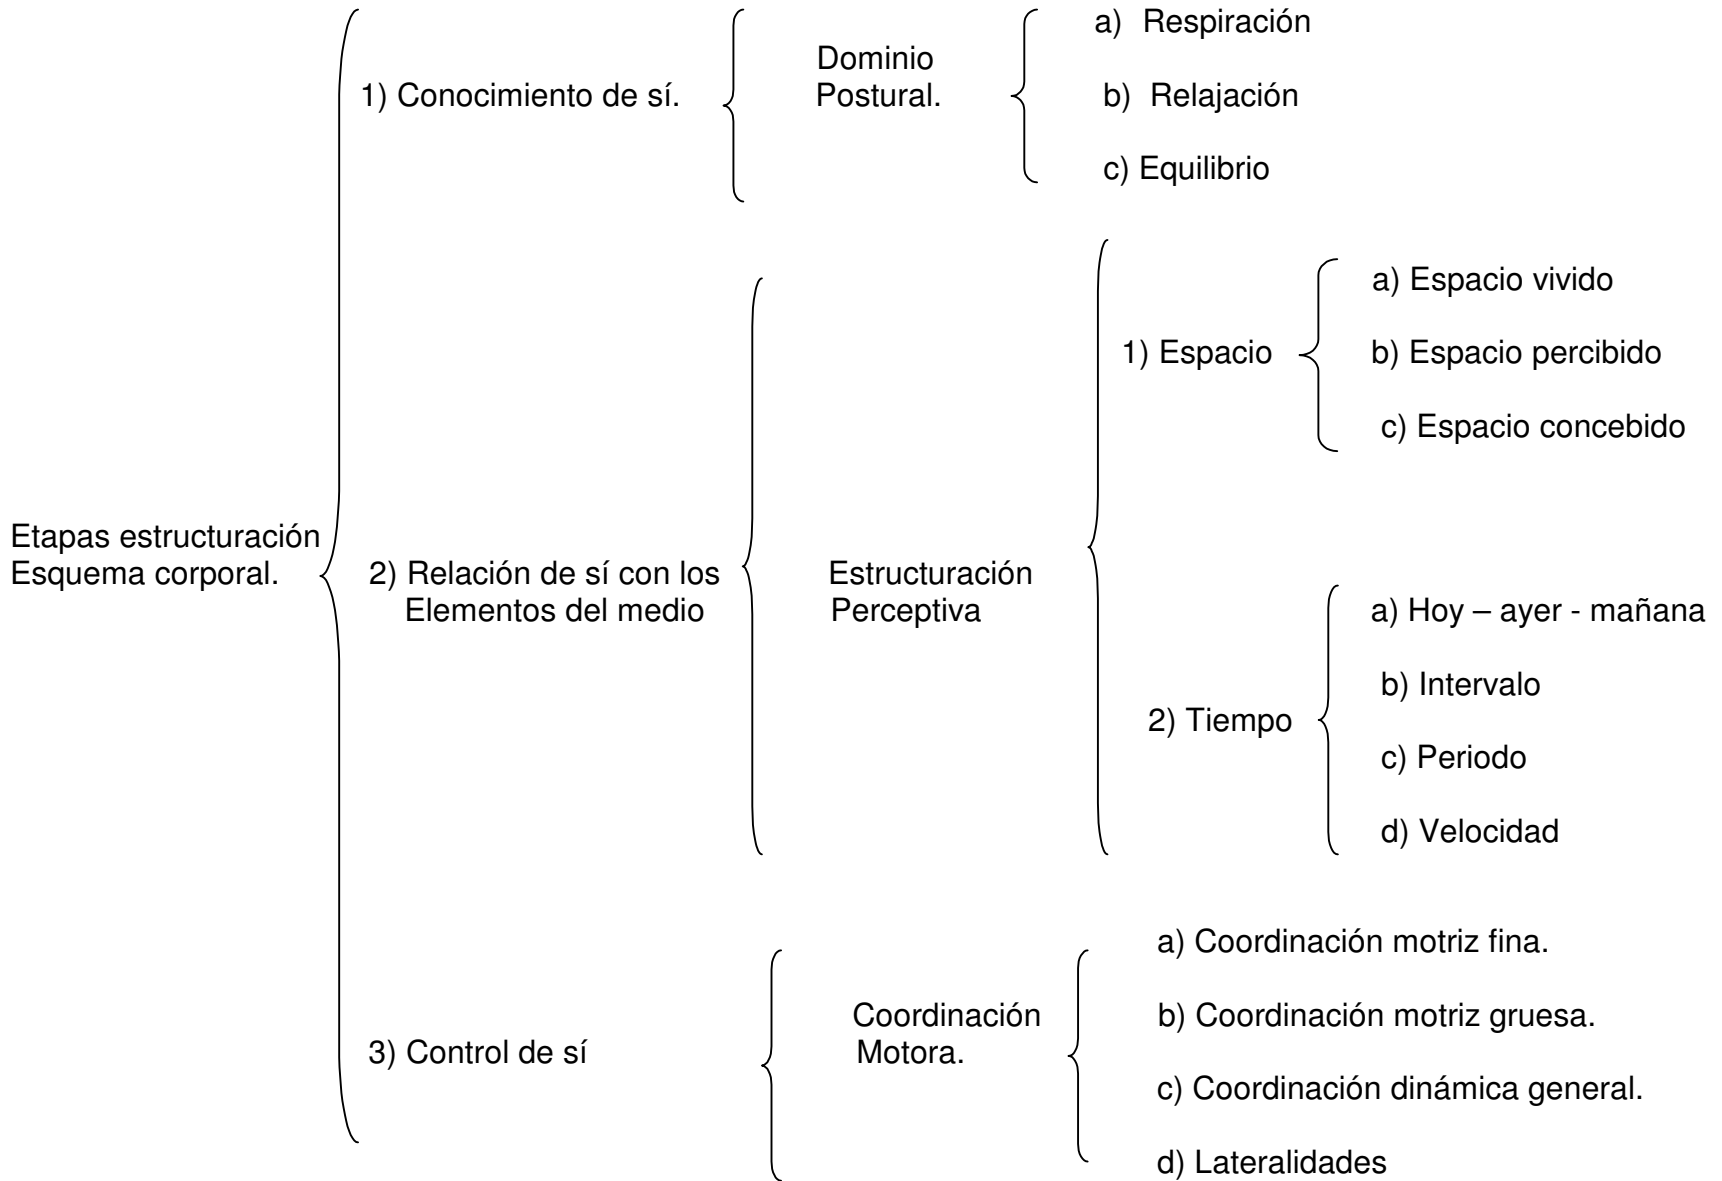 Etapas estructuración
Esquema corporal.
1) Conocimiento de sí.
Dominio
Postural.
a) Respiración
b) Relajación
c) Equilibrio
2) Relación de sí con los
Elementos del medio
Estructuración
Perceptiva
1) Espacio
a) Espacio vivido
b) Espacio percibido
c) Espacio concebido
2) Tiempo
a) Hoy – ayer - mañana
b) Intervalo
c) Periodo
d) Velocidad
3) Control de sí
Coordinación
Motora.
a) Coordinación motriz fina.
b) Coordinación motriz gruesa.
c) Coordinación dinámica general.
d) Lateralidades